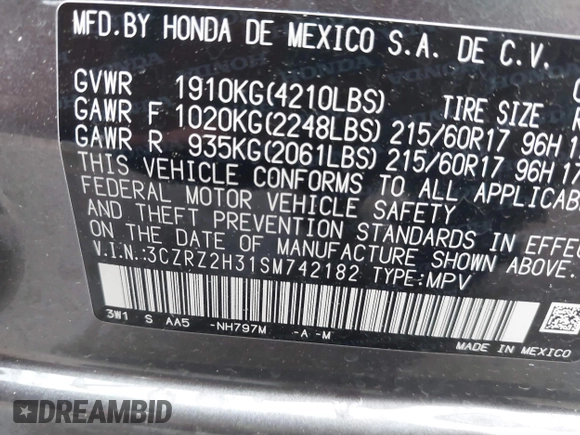 MFD.BY HONDA DE MEXICO S.A. DE C.V.
GVWR 1910KG(4210LBS) TIRE SIZE
GAWR F 1020KG(2248LBS) 215/60R17 96H
GAWR R 935KG(2061LBS) 215/60R17 96H
THIS VEHICLE CONFORMS TO ALL
FEDERAL MOTOR VEHICLE SAFETY
AND THEFT PREVENTION STANDARDS IN
ON THE DATE OF MANUFACTURE SHOWN
V.I.N.:3CZRZ2H31SM742182 TYPE:MPV
3W1 S AA5 -NH797M -A -M
MADE IN MEXICO
DREAMBID